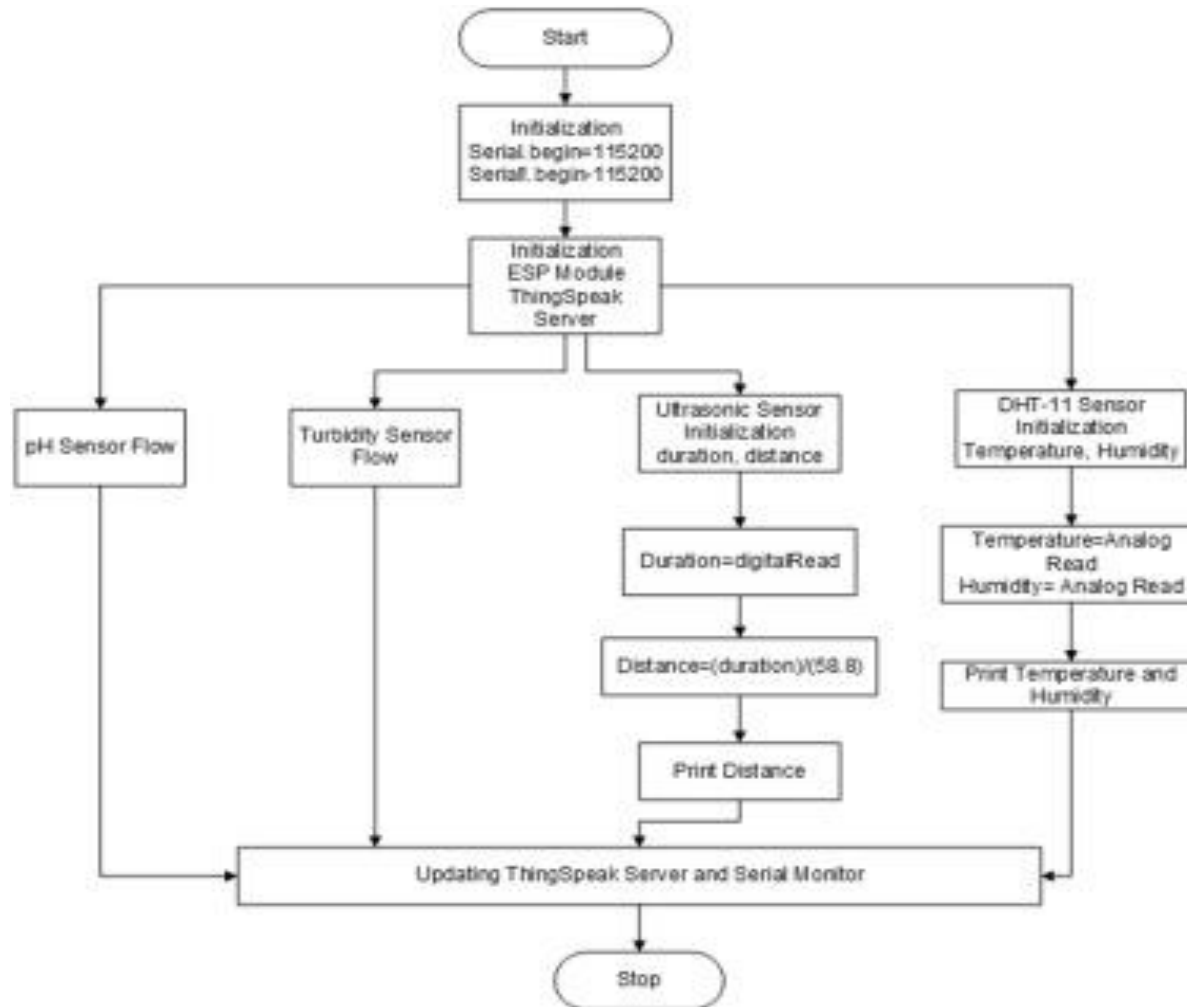 Start
Initialization
Serial.begin=115200
Serial1.begin-115200
Initialization
ESP Module
ThingSpeak
Server
pH Sensor Flow
Turbidity Sensor
Flow
Ultrasonic Sensor
Initialization
duration, distance
DHT-11 Sensor
Initialization
Temperature, Humidity
Duration=digitalRead
Temperature=Analog
Read
Humidity= Analog Read
Distance=(duration)/(58.8)
Print Temperature and
Humidity
Print Distance
Updating ThingSpeak Server and Serial Monitor
Stop